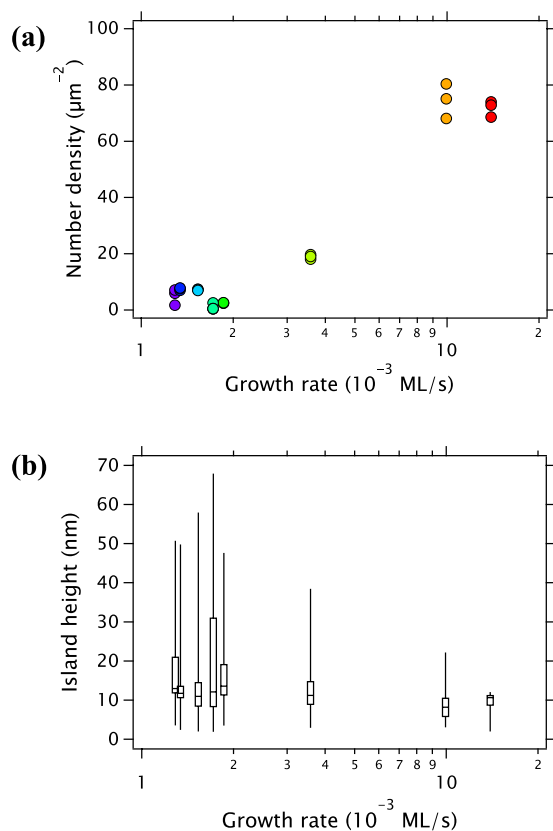 (a)
100
80
60
40
20
0
Number density (µm⁻²)
2 3 4 5 6 7 8 9 2
1 10
Growth rate (10⁻³ ML/s)
(b)
70
60
50
40
30
20
10
0
Island height (nm)
2 3 4 5 6 7 8 9 2
1 10
Growth rate (10⁻³ ML/s)